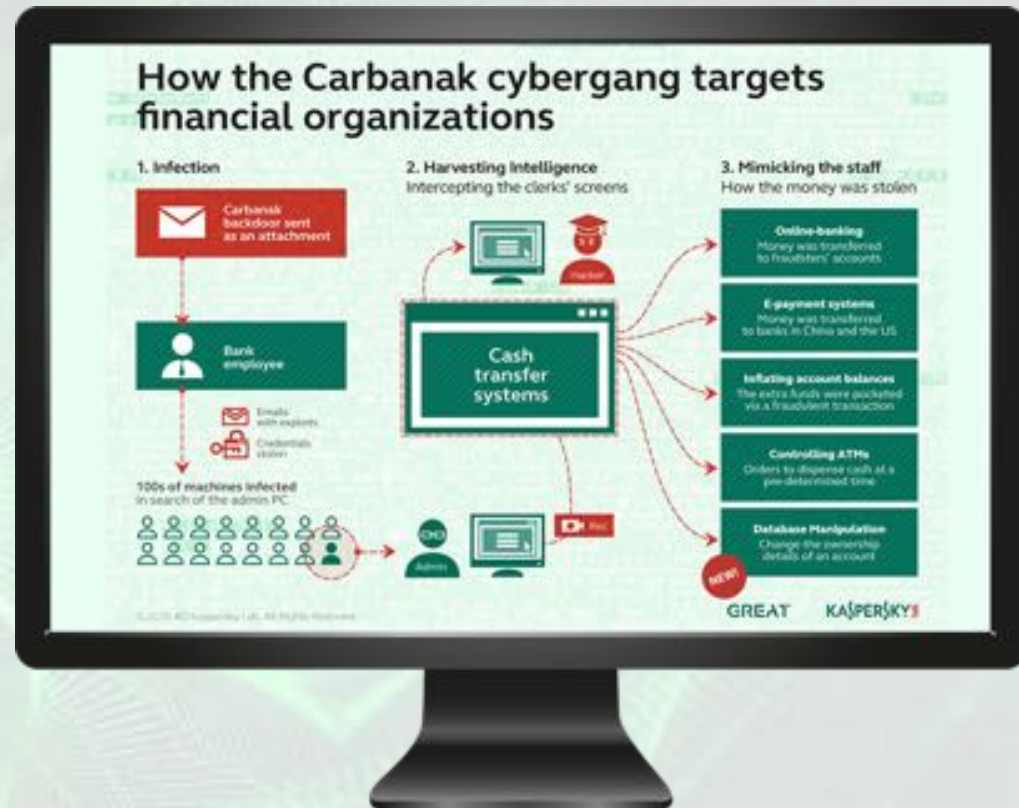 How the Carbanak cybergang targets
financial organizations
1. Infection
Carbanak
backdoor sent
as an attachment
Bank
employee
Emails
with exploits
Credentials
stolen
100s of machines infected
in search of the admin PC
2. Harvesting Intelligence
Intercepting the clerks' screens
Hacker
Cash
transfer
systems
Rec
Admin
3. Mimicking the staff
How the money was stolen
Online-banking
Money was transferred
to fraudsters' accounts
E-payment systems
Money was transferred
to banks in China and the US
Inflating account balances
The extra funds were pocketed
via a fraudulent transaction
Controlling ATMs
Orders to dispense cash at a
pre-determined time
Database Manipulation
Change the ownership
details of an account
NEW!
GREAT
KASPERSKY
Kaspersky Lab. All Rights Reserved.